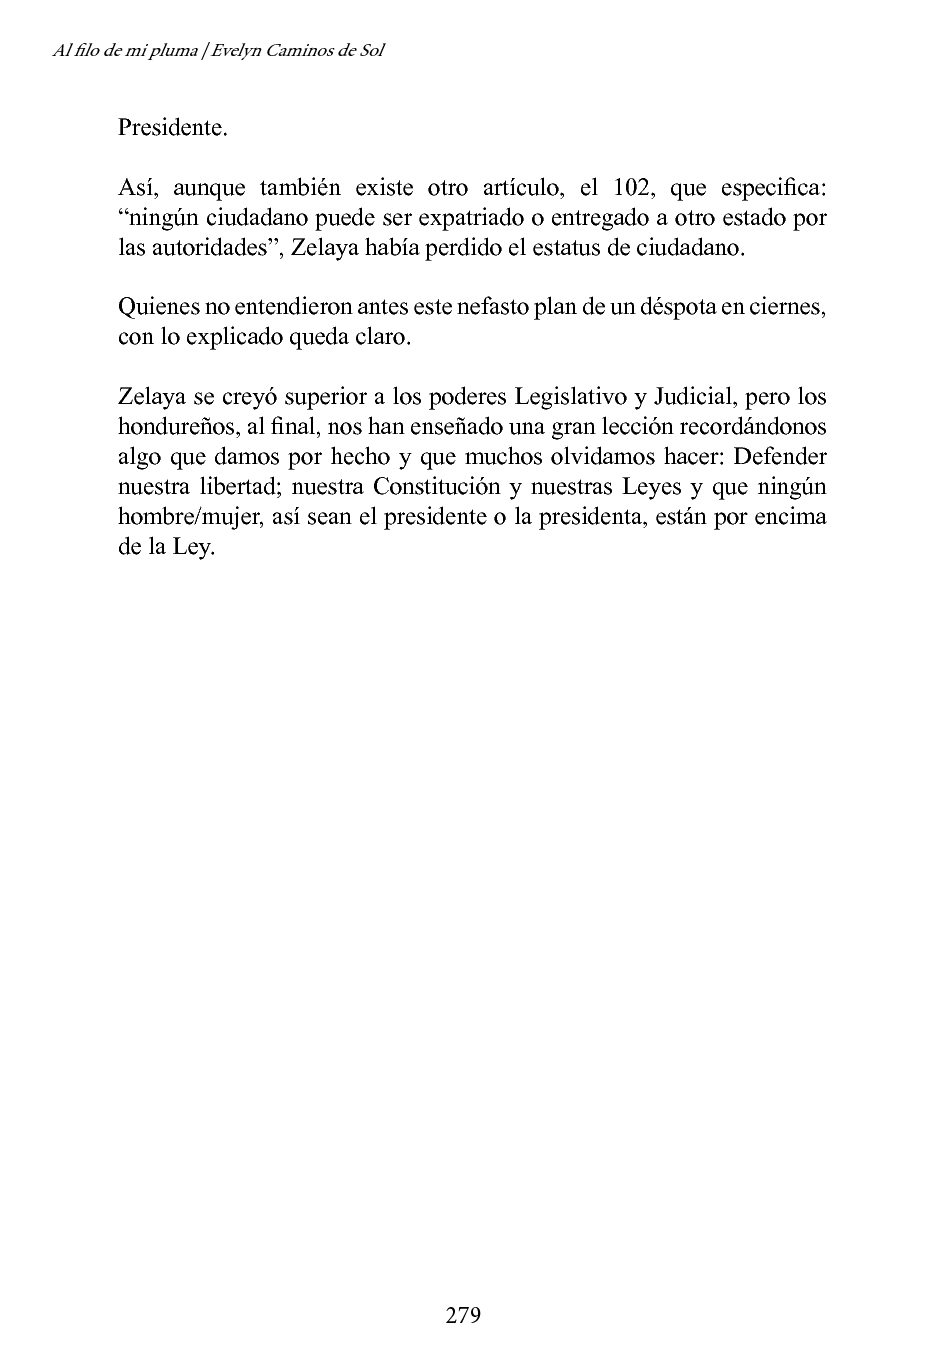 Al filo de mi pluma | Evelyn Caminos de Sol
Presidente.
Así, aunque también existe otro artículo, el 102, que especifica:
“ningún ciudadano puede ser expatriado o entregado a otro estado por
las autoridades”, Zelaya había perdido el estatus de ciudadano.
Quienes no entendieron antes este nefasto plan de un déspota en ciernes,
con lo explicado queda claro.
Zelaya se creyó superior a los poderes Legislativo y Judicial, pero los
hondureños, al final, nos han enseñado una gran lección recordándonos
algo que damos por hecho y que muchos olvidamos hacer: Defender
nuestra libertad; nuestra Constitución y nuestras Leyes y que ningún
hombre/mujer, así sean el presidente o la presidenta, están por encima
de la Ley.
279